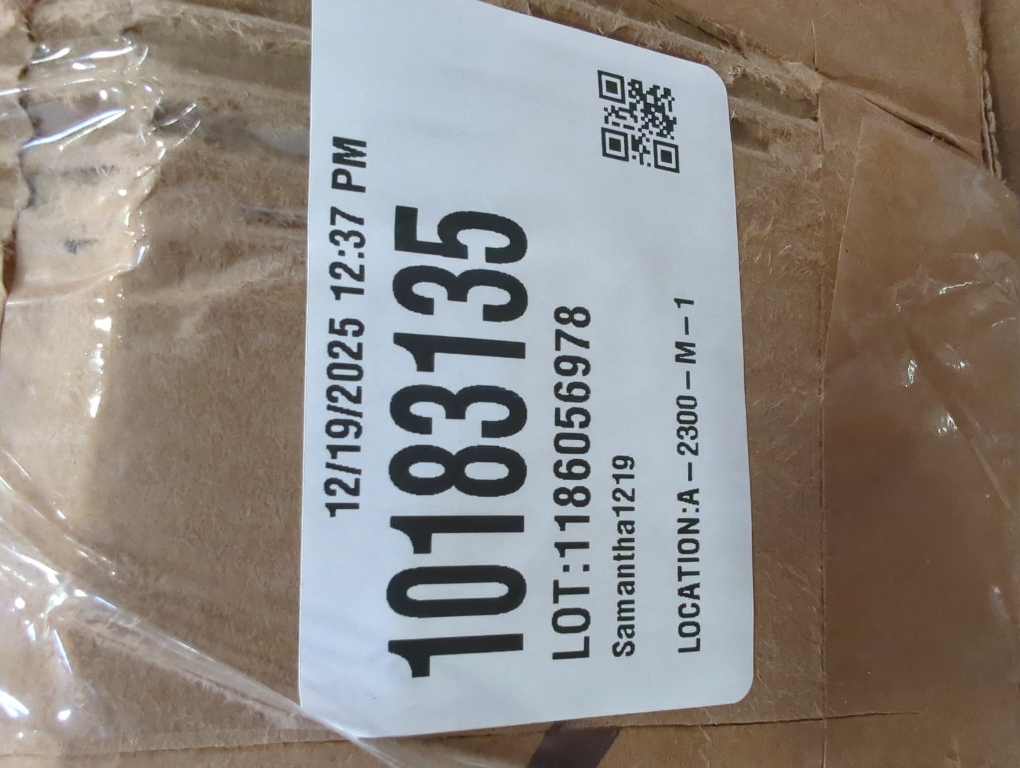 12/19/2025 12:37 PM
10183135
LOT:1186056978
Samantha1219
LOCATION:A-2300-M-1